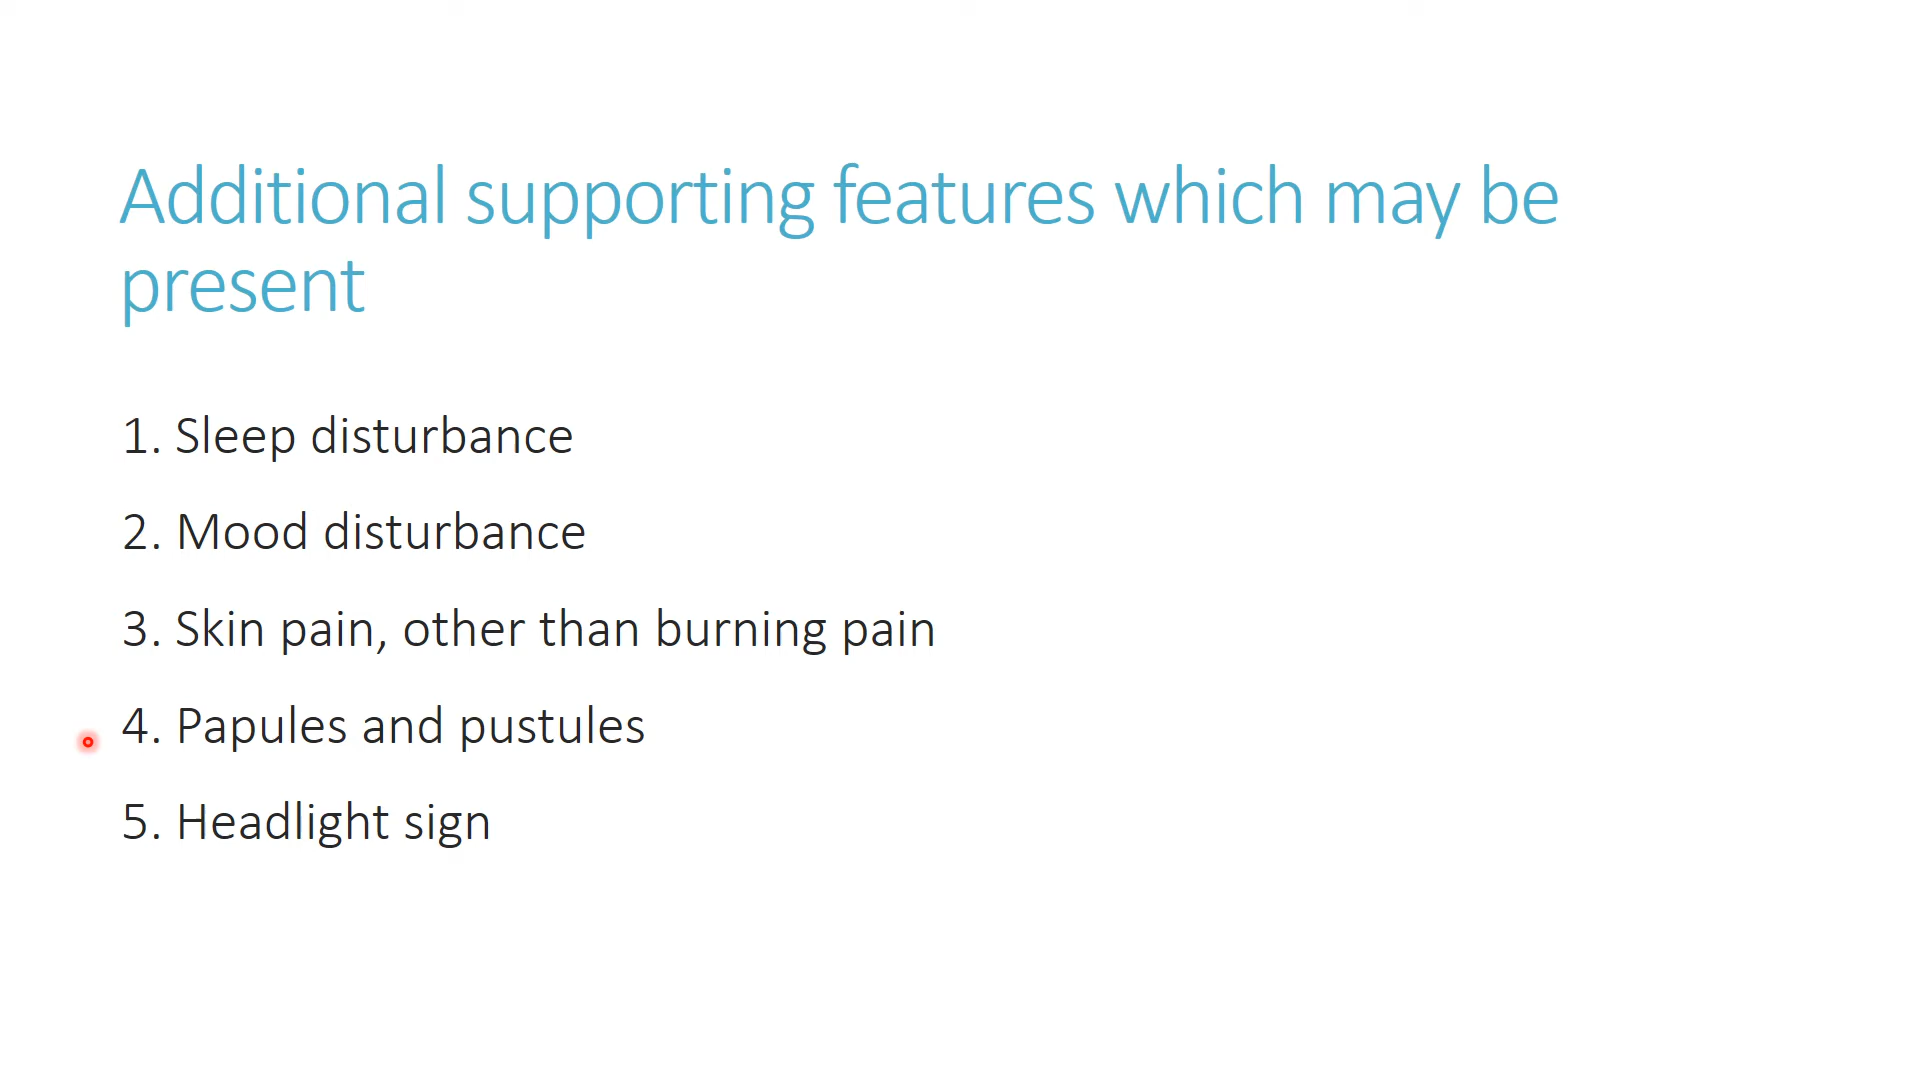 Additional supporting features which may be
present
1. Sleep disturbance
2. Mood disturbance
3. Skin pain, other than burning pain
4. Papules and pustules
5. Headlight sign